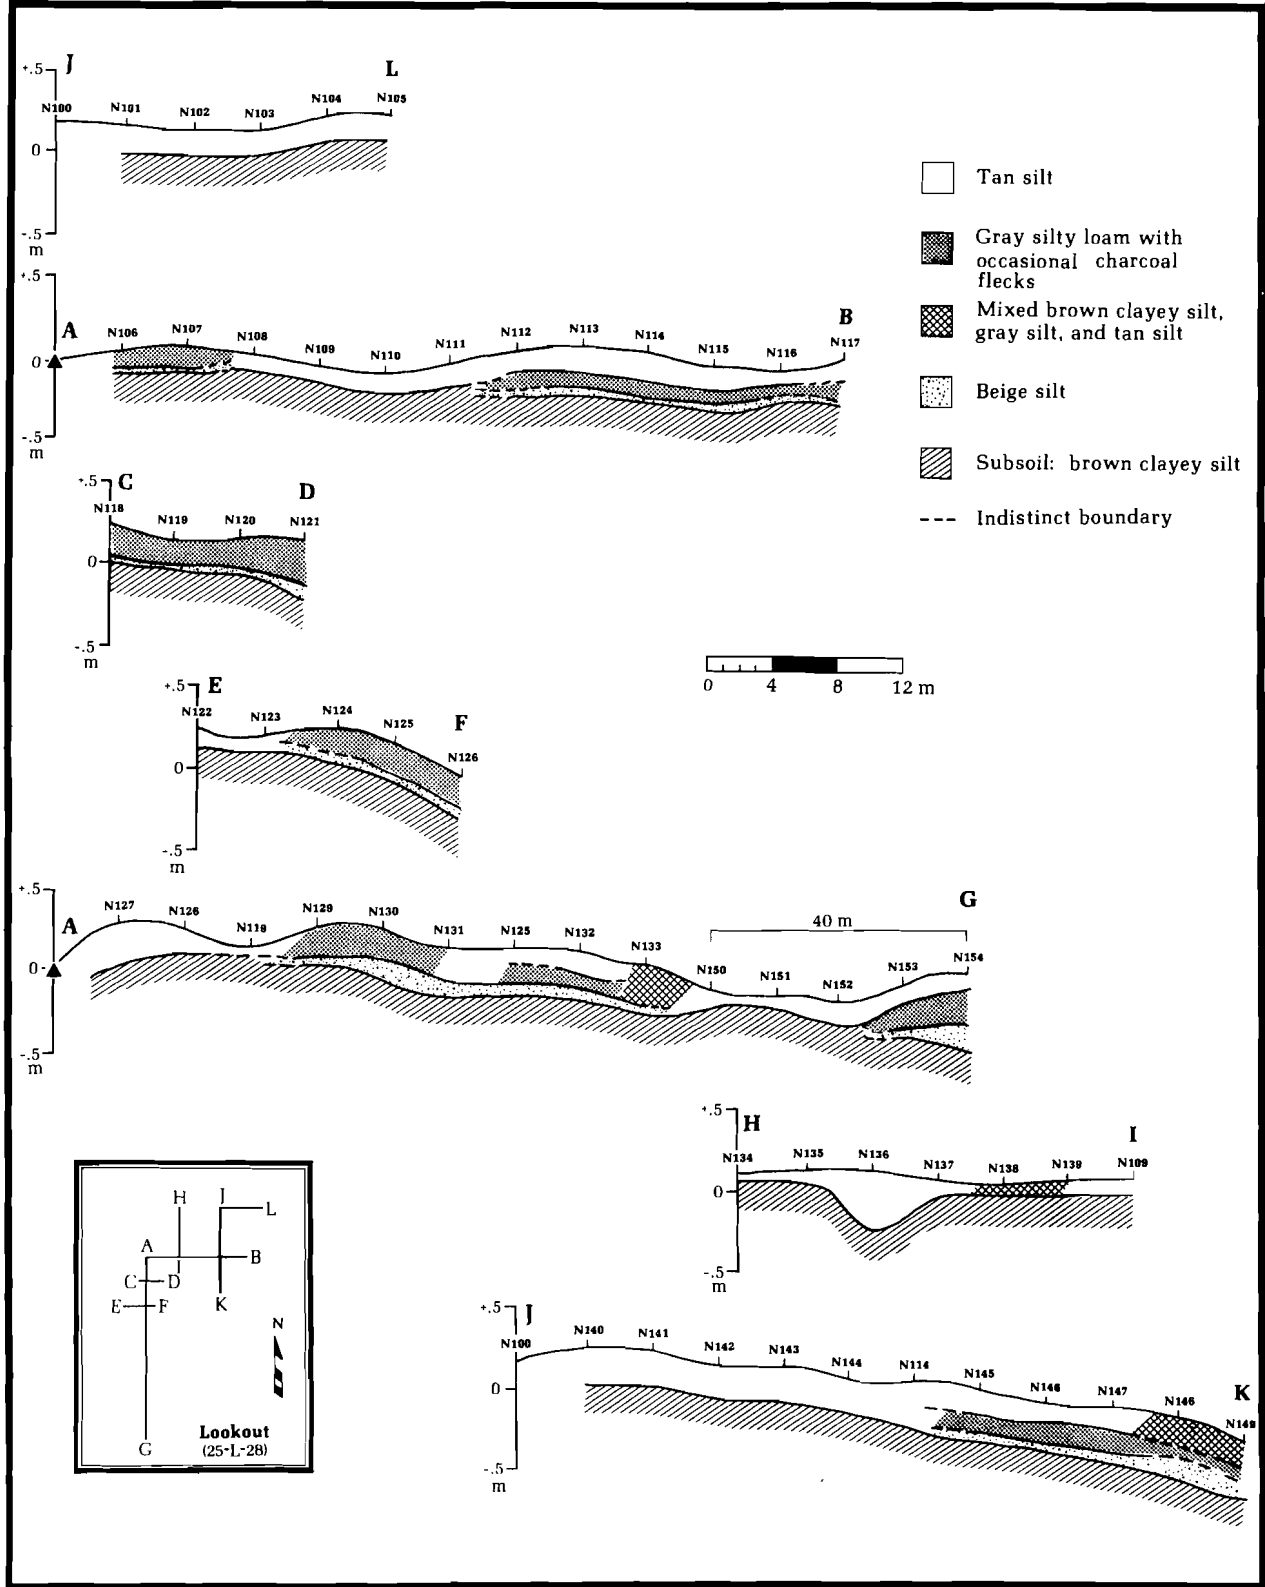 J L
+.5
N100 N101 N102 N103 N104 N105
0
-.5
m
Tan silt
Gray silty loam with
occasional charcoal
flecks
Mixed brown clayey silt,
gray silt, and tan silt
Beige silt
Subsoil: brown clayey silt
Indistinct boundary
+.5
A B
N106 N107 N108 N109 N110 N111 N112 N113 N114 N115 N116 N117
0
-.5
m
+.5 C D
N118 N119 N120 N121
0
-.5
m
0 4 8 12 m
+.5 E F
N122 N123 N124 N125 N126
0
-.5
m
+.5
A G
40 m
N127 N126 N119 N129 N130 N131 N125 N132 N133 N150 N151 N152 N153 N154
0
-.5
m
+.5 H I
N134 N135 N136 N137 N138 N139 N109
0
-.5
m
H J
L
A B
C D
E F K
N
G
Lookout
(25-L-28)
+.5 J K
N100 N140 N141 N142 N143 N144 N114 N145 N146 N147 N146 N149
0
-.5
m